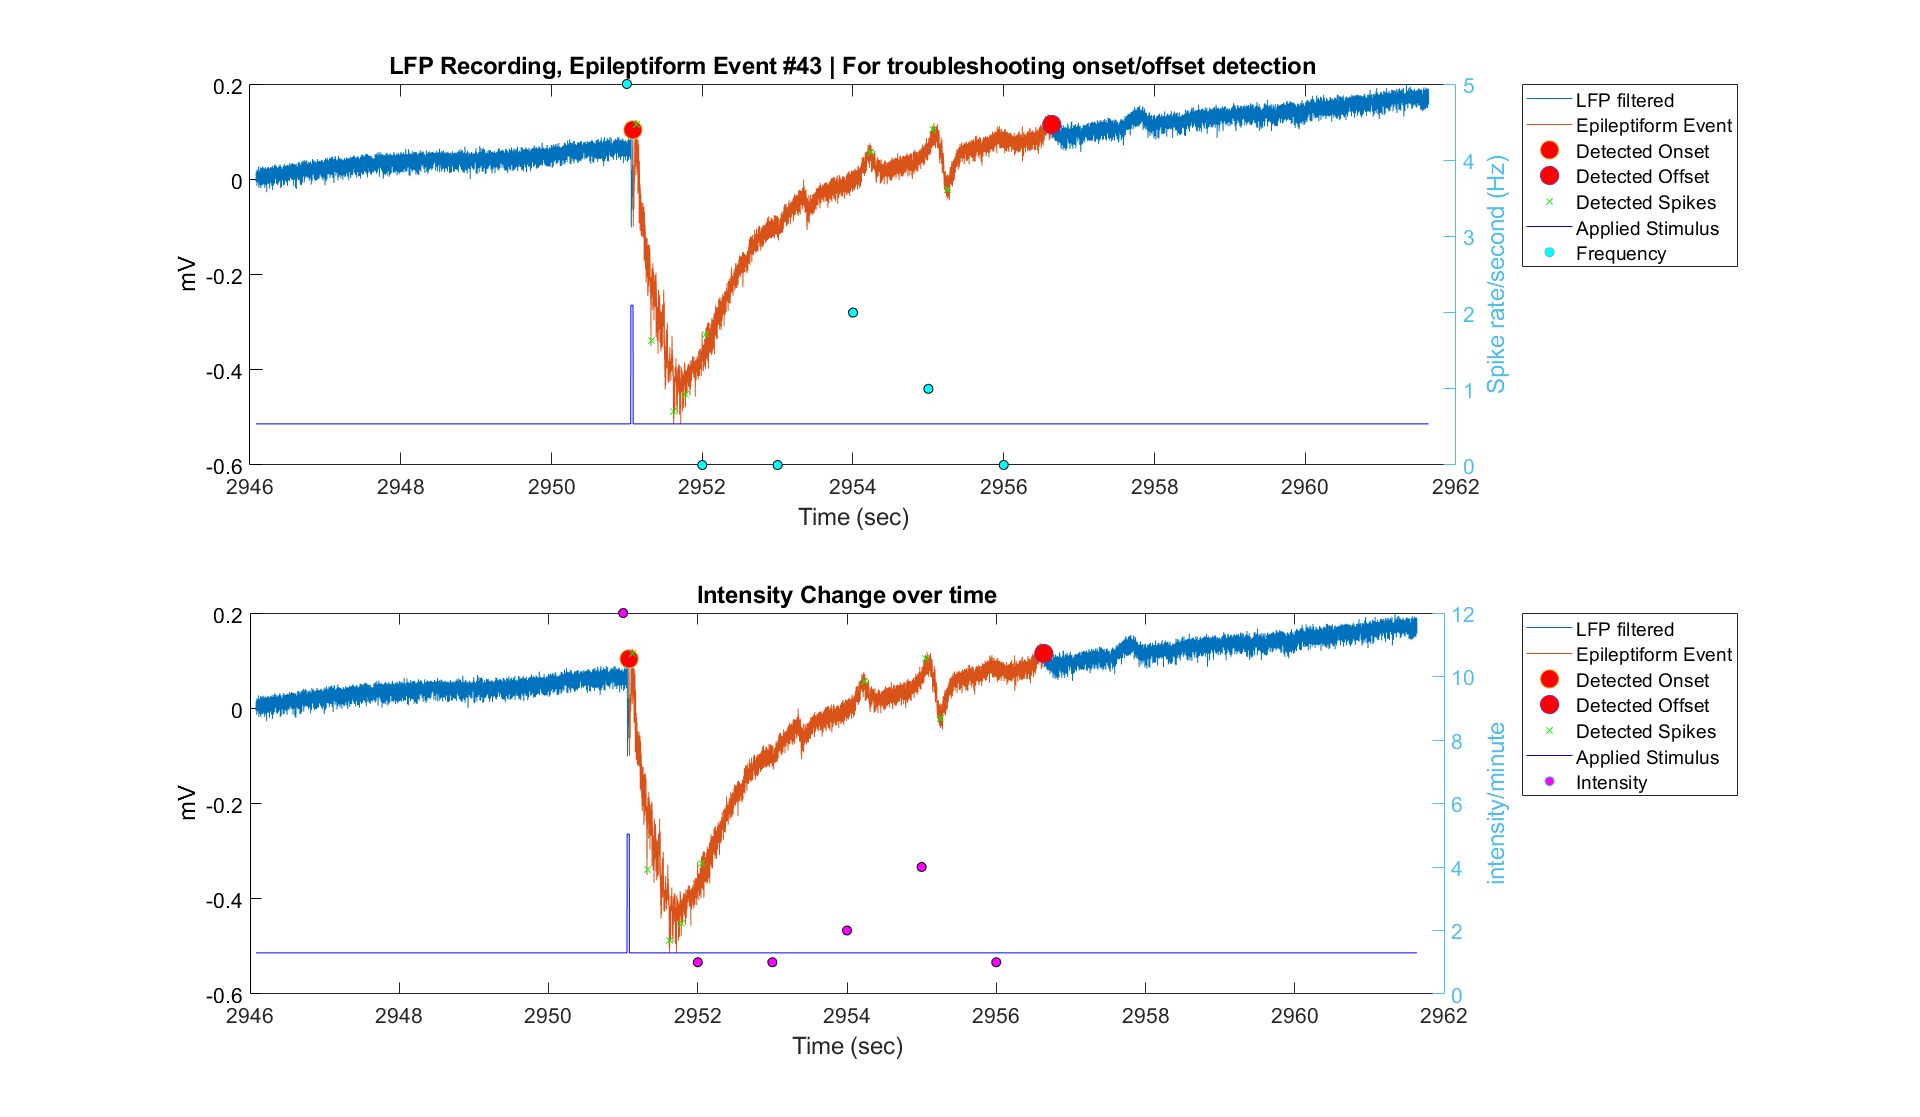 LFP Recording, Epileptiform Event #43 | For troubleshooting onset/offset detection
0.2
0
-0.2
-0.4
-0.6
mV
5
4
3
2
1
0
Spike rate/second (Hz)
2946 2948 2950 2952 2954 2956 2958 2960 2962
Time (sec)
LFP filtered
Epileptiform Event
Detected Onset
Detected Offset
Detected Spikes
Applied Stimulus
Frequency
Intensity Change over time
0.2
0
-0.2
-0.4
-0.6
mV
12
10
8
6
4
2
0
intensity/minute
2946 2948 2950 2952 2954 2956 2958 2960 2962
Time (sec)
LFP filtered
Epileptiform Event
Detected Onset
Detected Offset
Detected Spikes
Applied Stimulus
Intensity